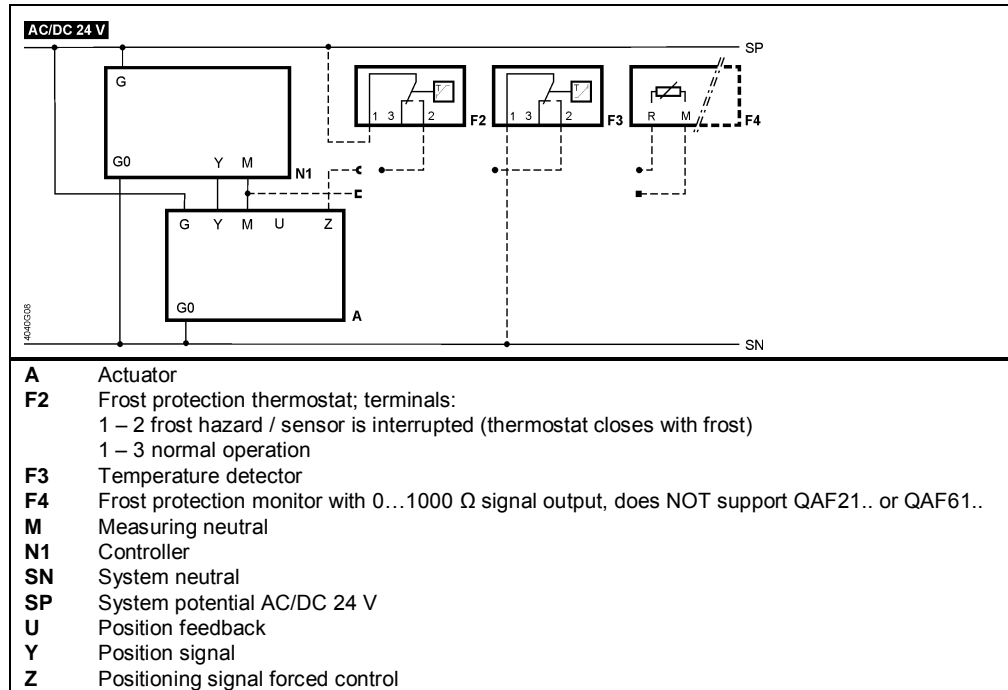 AC/DC 24 V
SP
G
G0 Y M
N1
1 3 2
F2
1 3 2
F3
R M
F4
T
T
G Y M U Z
G0
A
4040G08
SN
A Actuator
F2 Frost protection thermostat; terminals:
1 – 2 frost hazard / sensor is interrupted (thermostat closes with frost)
1 – 3 normal operation
F3 Temperature detector
F4 Frost protection monitor with 0…1000 Ω signal output, does NOT support QAF21.. or QAF61..
M Measuring neutral
N1 Controller
SN System neutral
SP System potential AC/DC 24 V
U Position feedback
Y Position signal
Z Positioning signal forced control